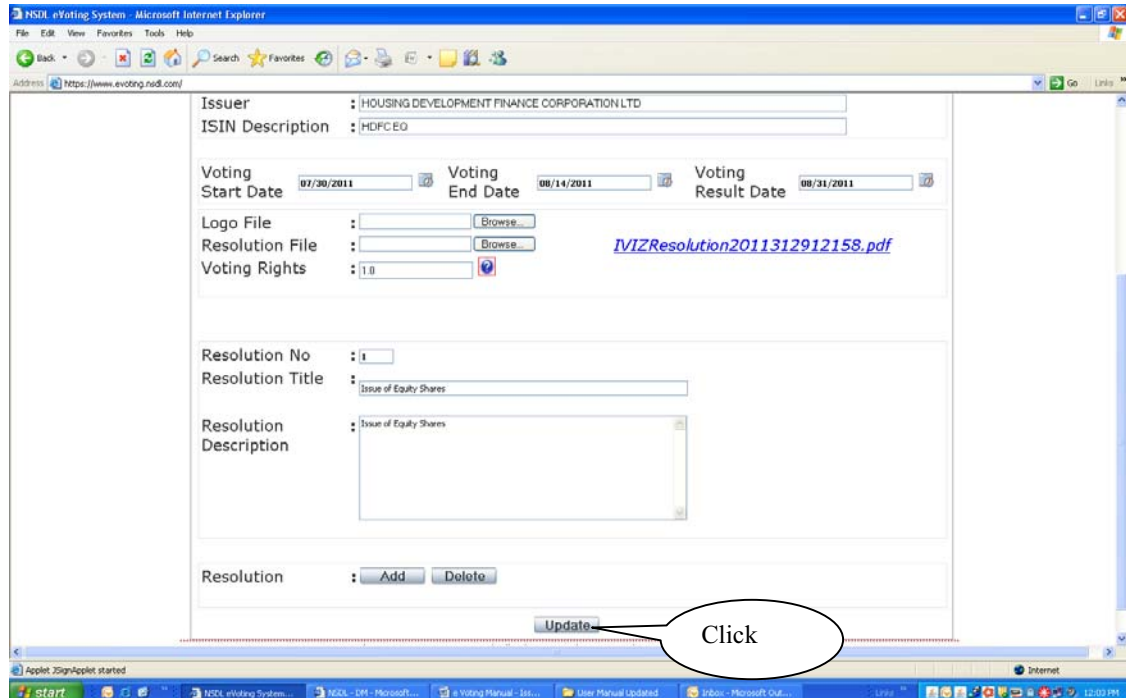 NSDL eVoting System - Microsoft Internet Explorer
File Edit View Favorites Tools Help
Back Search Favorites
Address https://www.evoting.nsdl.com/ Go Links »
Issuer : HOUSING DEVELOPMENT FINANCE CORPORATION LTD
ISIN Description : HDFC EQ
Voting Start Date 07/30/2011 Voting End Date 08/14/2011 Voting Result Date 08/31/2011
Logo File : Browse...
Resolution File : Browse... IVIZResolution2011312912158.pdf
Voting Rights : 1.0
Resolution No : 1
Resolution Title : Issue of Equity Shares
Resolution Description : Issue of Equity Shares
Resolution : Add Delete
Update
Click
Applet JSignApplet started Internet
start NSDL eVoting System... NSDL - DM - Microsoft... e Voting Manual - Iss... User Manual Updated Inbox - Microsoft Out... Links » 12:03 PM